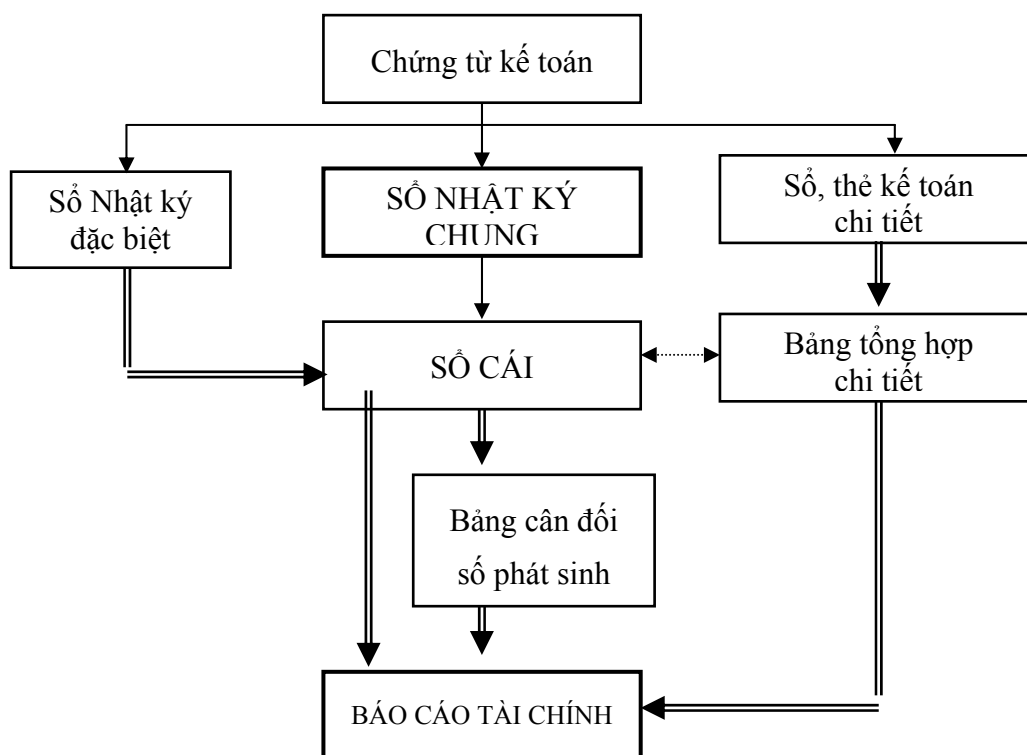 Chứng từ kế toán
Sổ Nhật ký
đặc biệt
SỔ NHẬT KÝ
CHUNG
Sổ, thẻ kế toán
chi tiết
SỔ CÁI
Bảng tổng hợp
chi tiết
Bảng cân đối
số phát sinh
BÁO CÁO TÀI CHÍNH